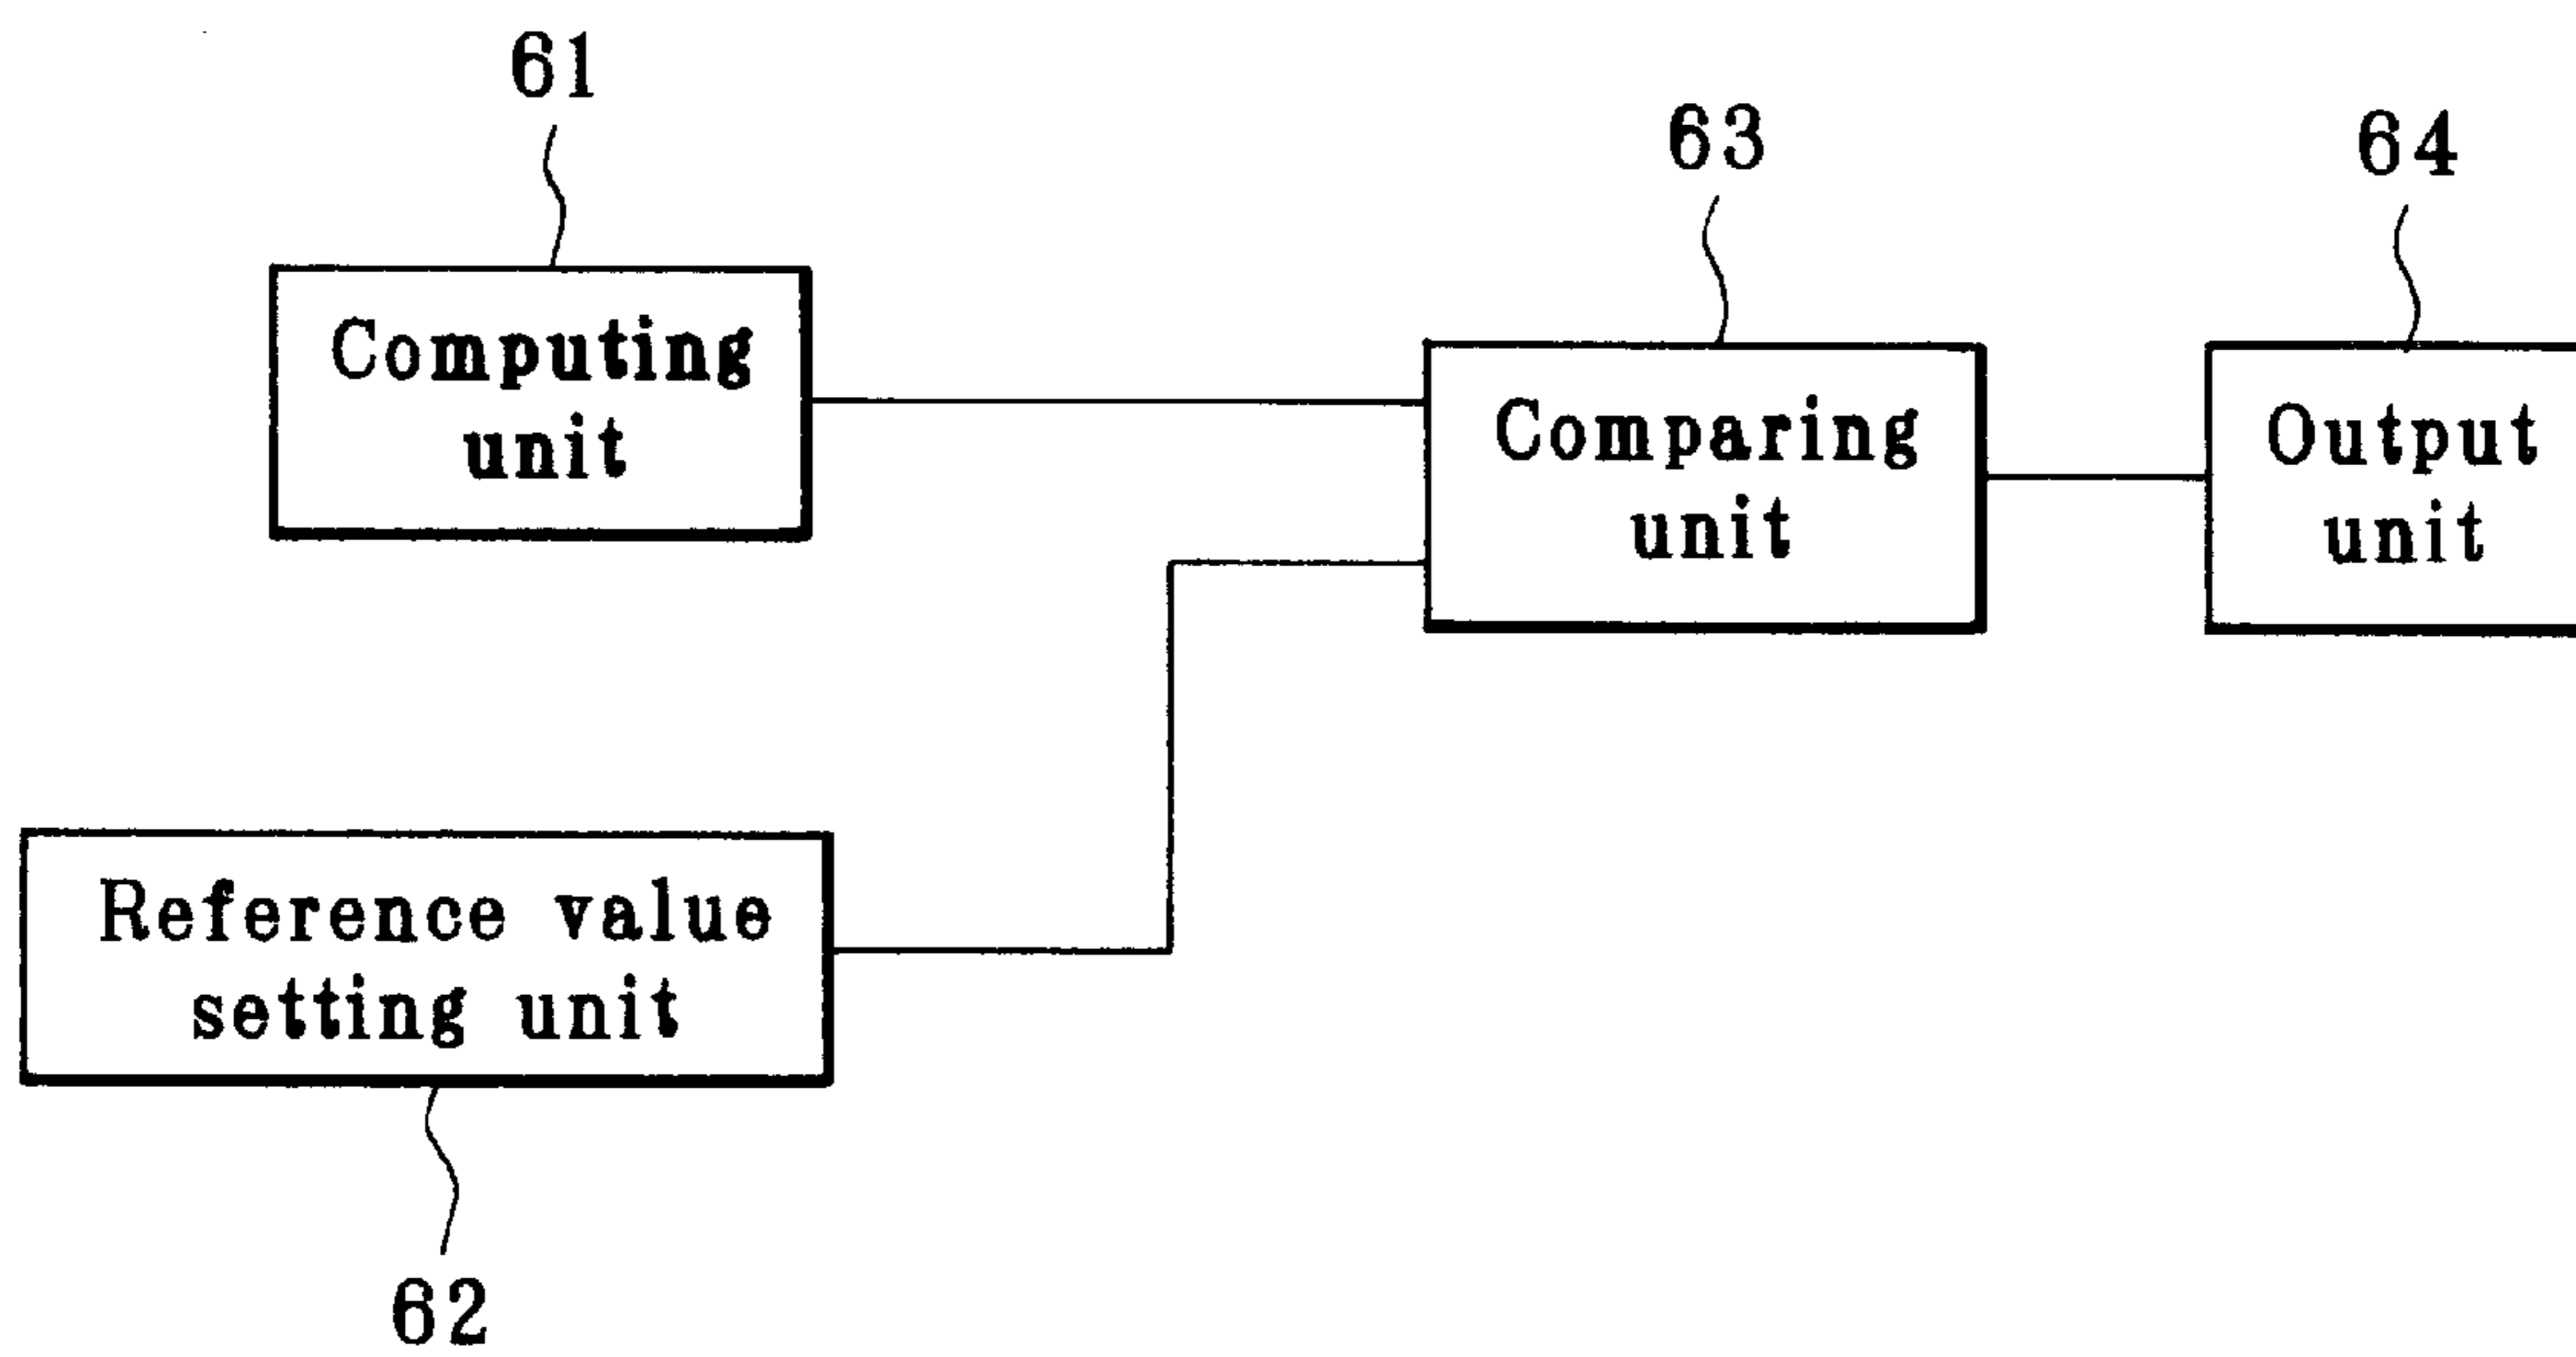 61
Computing
unit
63
Comparing
unit
64
Output
unit
Reference value
setting unit
62